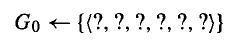 G₀ ← {⟨?, ?, ?, ?, ?, ?⟩}